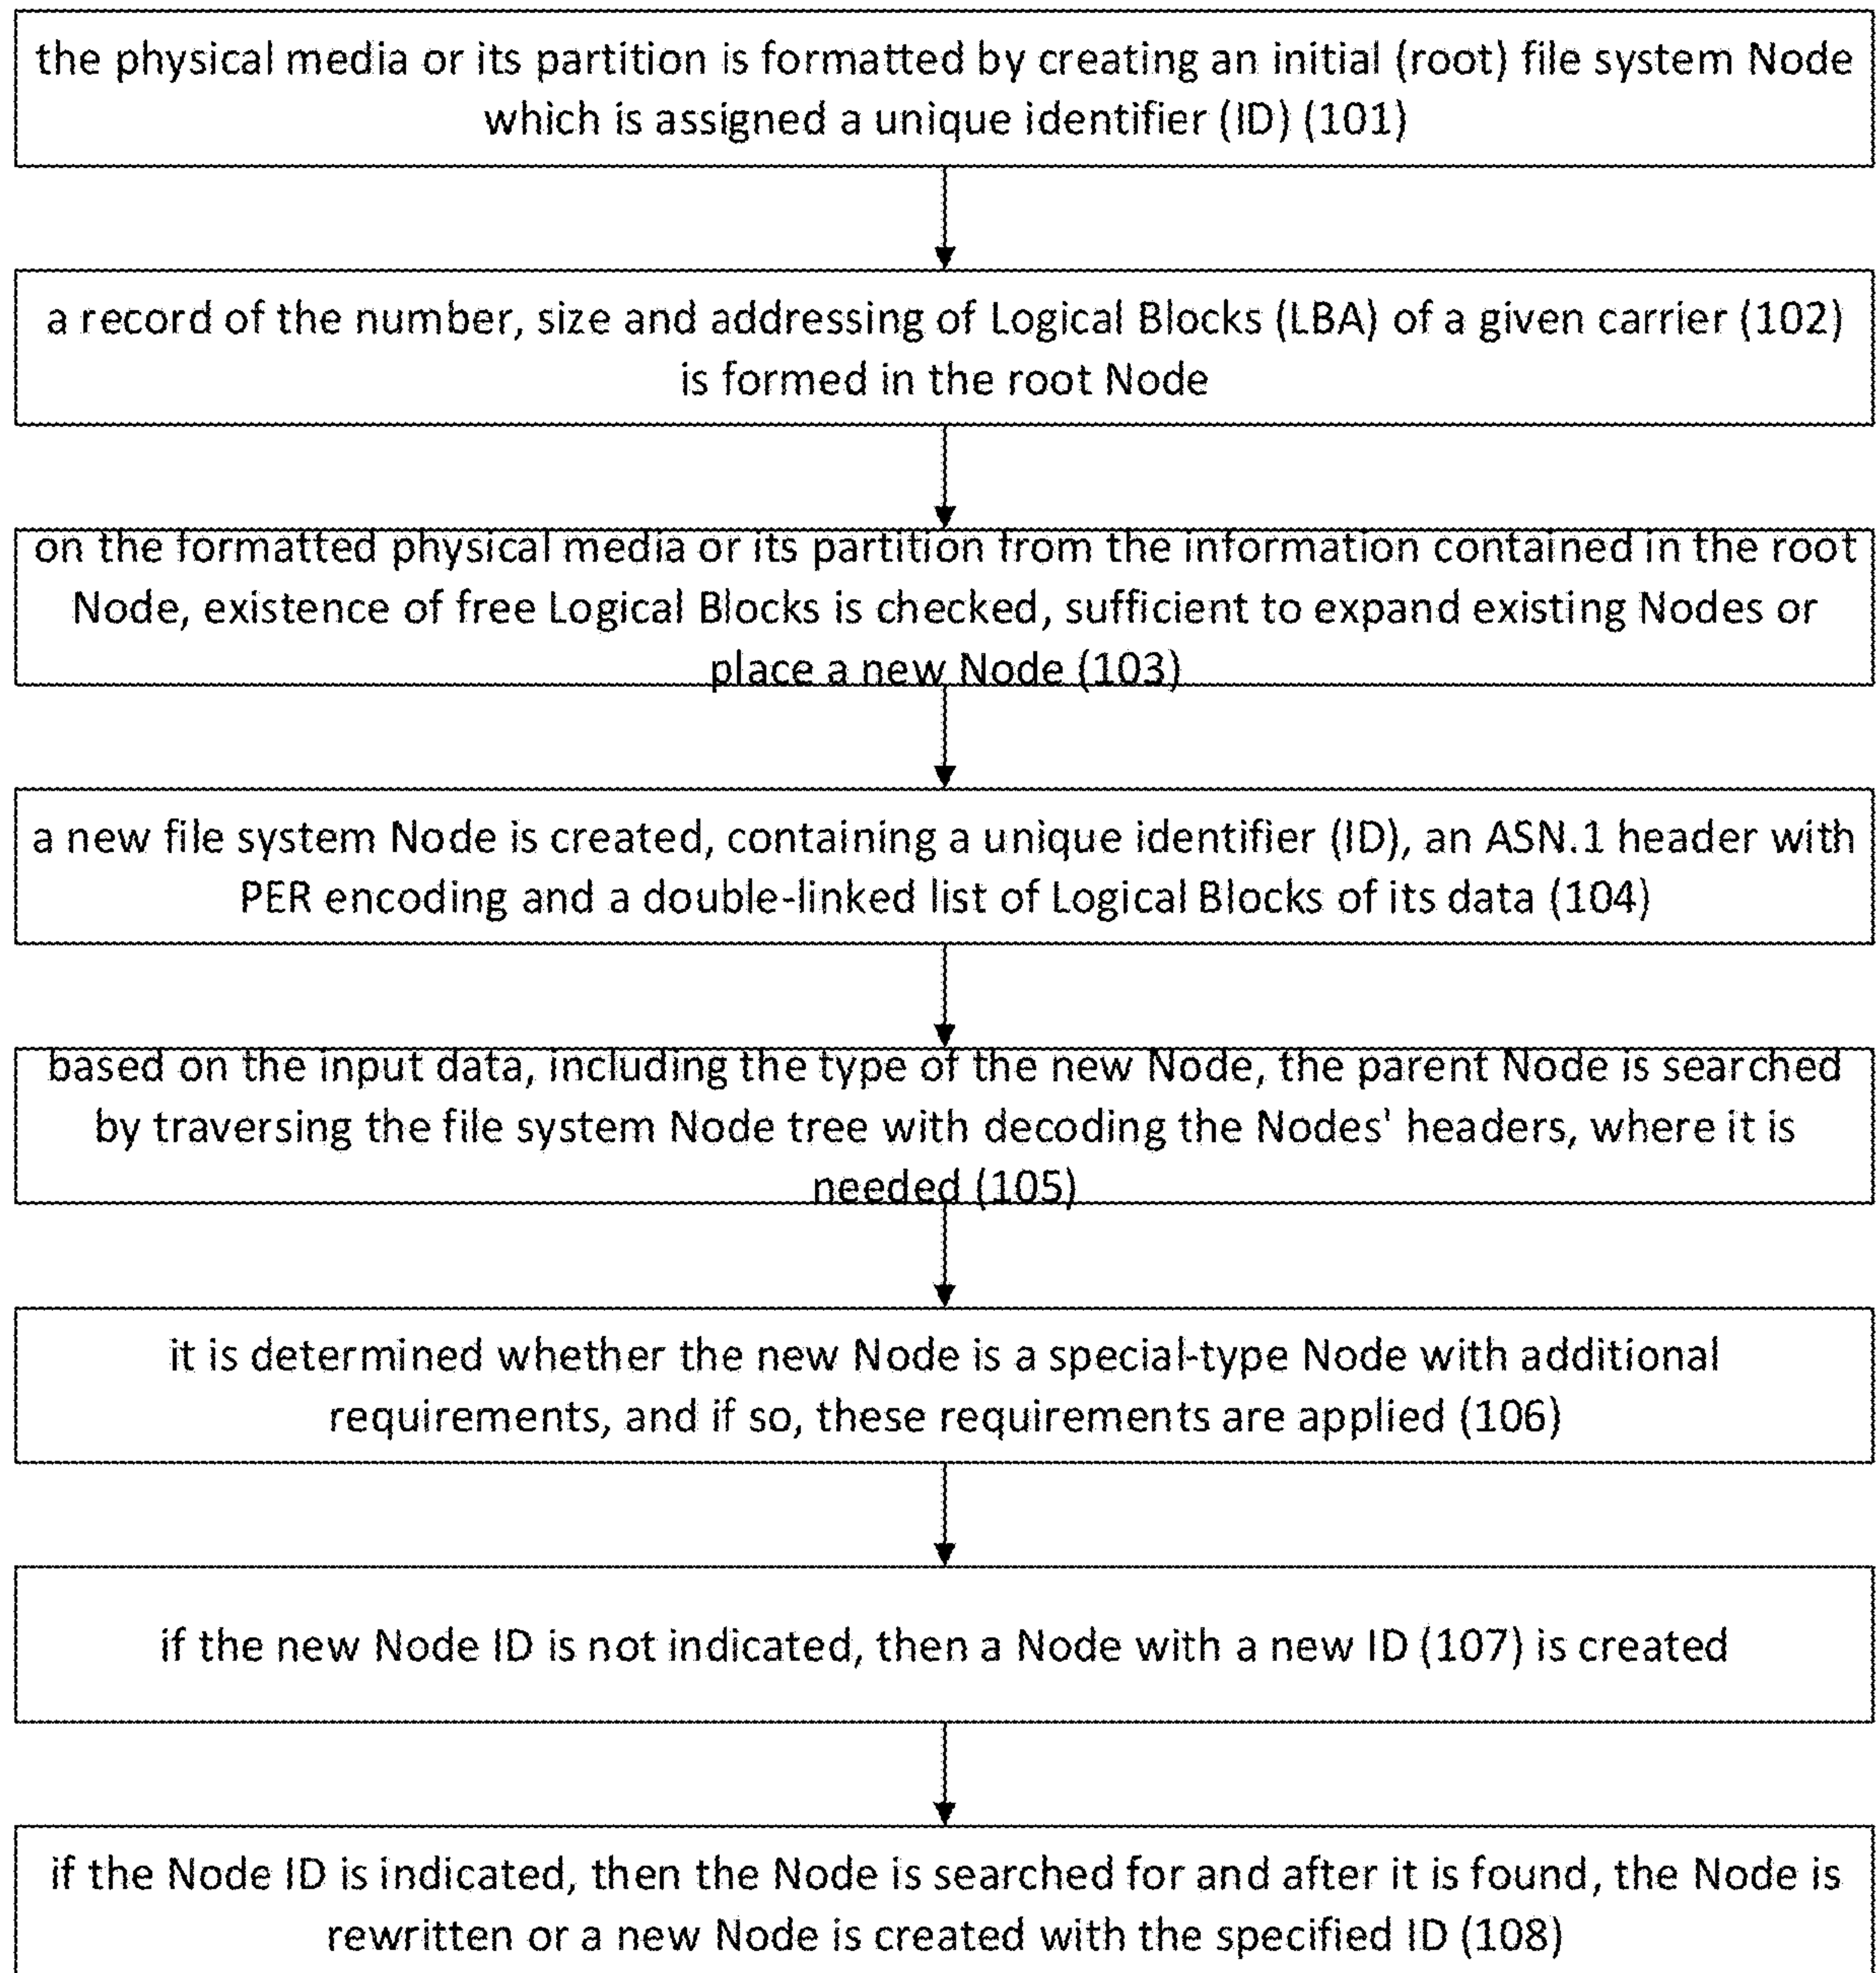 the physical media or its partition is formatted by creating an initial (root) file system Node
which is assigned a unique identifier (ID) (101)
a record of the number, size and addressing of Logical Blocks (LBA) of a given carrier (102)
is formed in the root Node
on the formatted physical media or its partition from the information contained in the root
Node, existence of free Logical Blocks is checked, sufficient to expand existing Nodes or
place a new Node (103)
a new file system Node is created, containing a unique identifier (ID), an ASN.1 header with
PER encoding and a double-linked list of Logical Blocks of its data (104)
based on the input data, including the type of the new Node, the parent Node is searched
by traversing the file system Node tree with decoding the Nodes' headers, where it is
needed (105)
it is determined whether the new Node is a special-type Node with additional
requirements, and if so, these requirements are applied (106)
if the new Node ID is not indicated, then a Node with a new ID (107) is created
if the Node ID is indicated, then the Node is searched for and after it is found, the Node is
rewritten or a new Node is created with the specified ID (108)